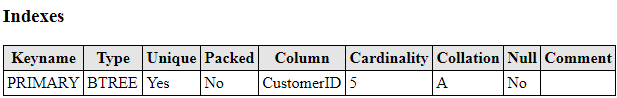 Indexes
Keyname Type Unique Packed Column Cardinality Collation Null Comment
PRIMARY BTREE Yes No CustomerID 5 A No